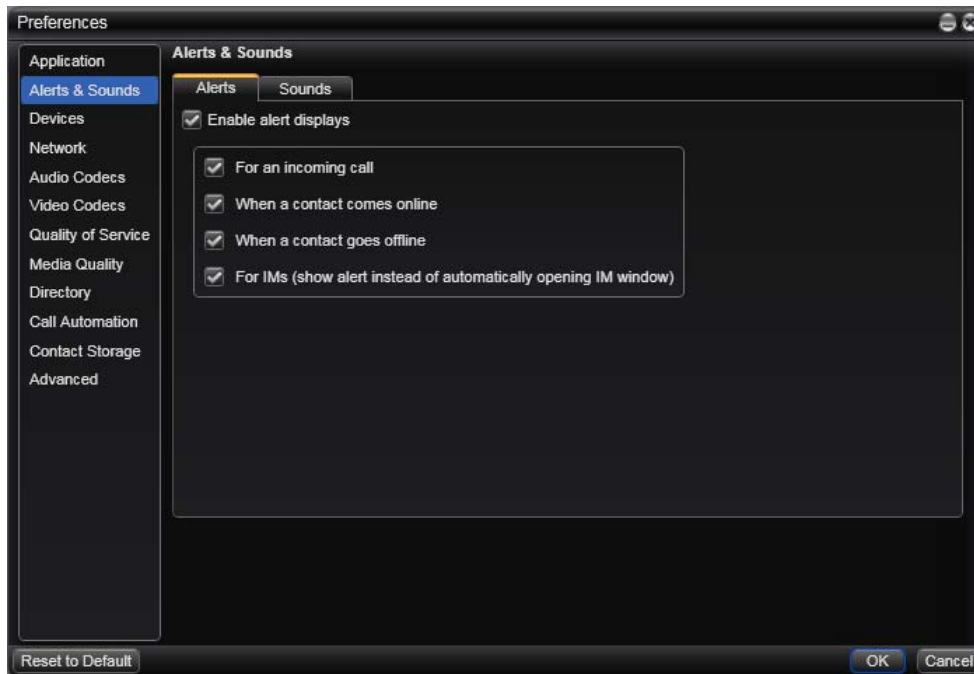 Preferences
Application
Alerts & Sounds
Devices
Network
Audio Codecs
Video Codecs
Quality of Service
Media Quality
Directory
Call Automation
Contact Storage
Advanced
Alerts & Sounds
Alerts
Sounds
Enable alert displays
For an incoming call
When a contact comes online
When a contact goes offline
For IMs (show alert instead of automatically opening IM window)
Reset to Default
OK
Cancel